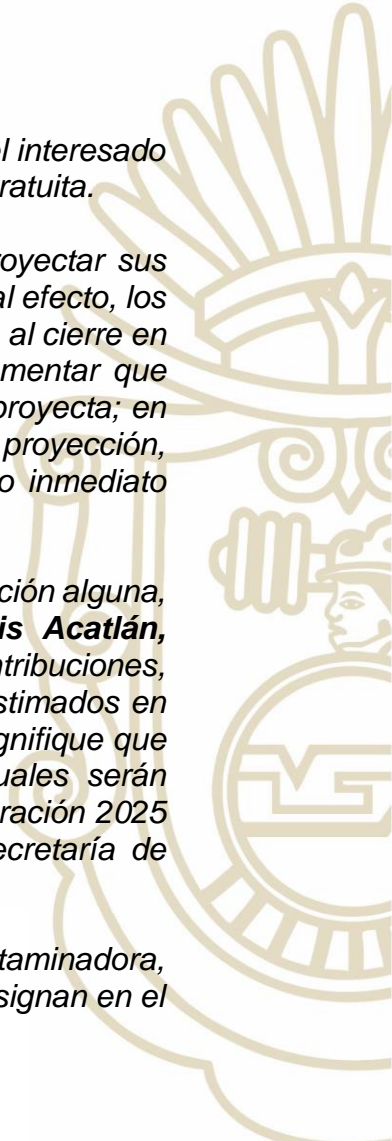 l interesado
ratuita.
royectar sus
al efecto, los
al cierre en
mentar que
proyecta; en
proyección,
o inmediato
ción alguna,
is Acatlán,
ntribuciones,
stimados en
gnifique que
uales serán
ración 2025
ecretaría de
taminadora,
signan en el